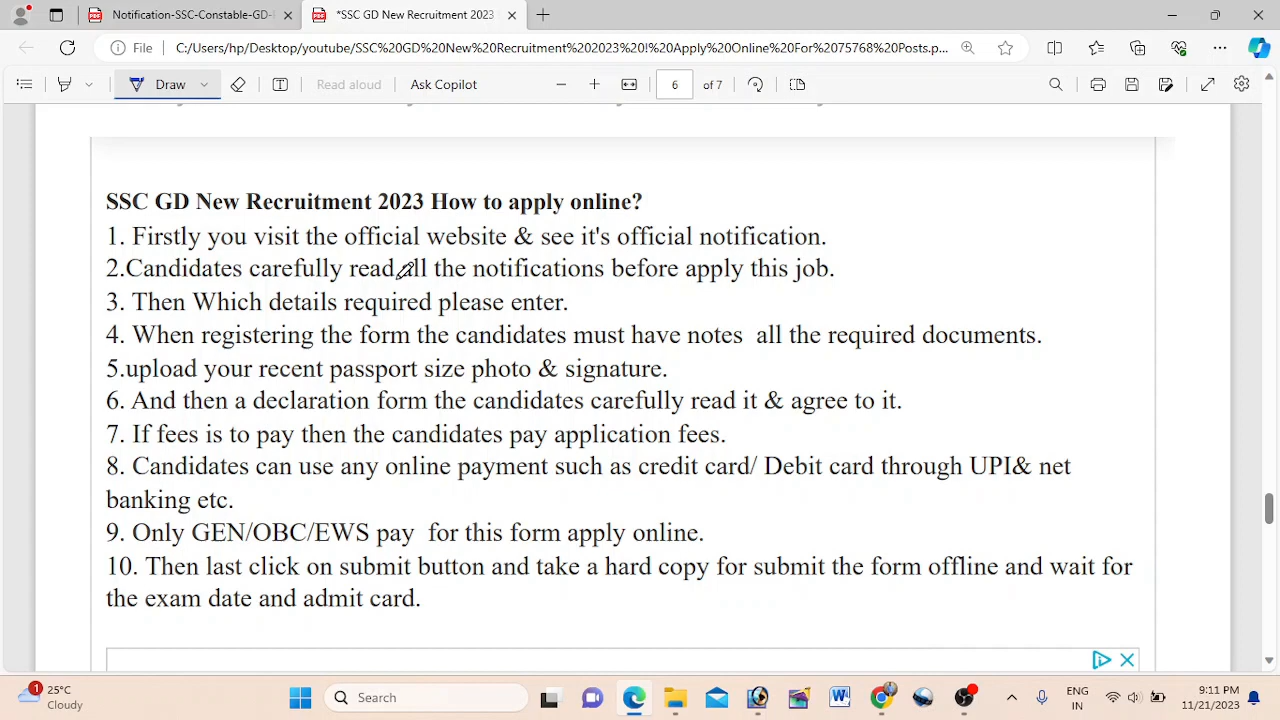 Notification-SSC-Constable-GD-
*SSC GD New Recruitment 2023
File
C:/Users/hp/Desktop/youtube/SSC%20GD%20New%20Recruitment%202023%20!%20Apply%20Online%20For%2075768%20Posts.p...
Draw
Read aloud
Ask Copilot
6 of 7
SSC GD New Recruitment 2023 How to apply online?
1. Firstly you visit the official website & see it's official notification.
2.Candidates carefully read all the notifications before apply this job.
3. Then Which details required please enter.
4. When registering the form the candidates must have notes  all the required documents.
5.upload your recent passport size photo & signature.
6. And then a declaration form the candidates carefully read it & agree to it.
7. If fees is to pay then the candidates pay application fees.
8. Candidates can use any online payment such as credit card/ Debit card through UPI& net
banking etc.
9. Only GEN/OBC/EWS pay  for this form apply online.
10. Then last click on submit button and take a hard copy for submit the form offline and wait for
the exam date and admit card.
1
25°C
Cloudy
Search
ENG
IN
9:11 PM
11/21/2023